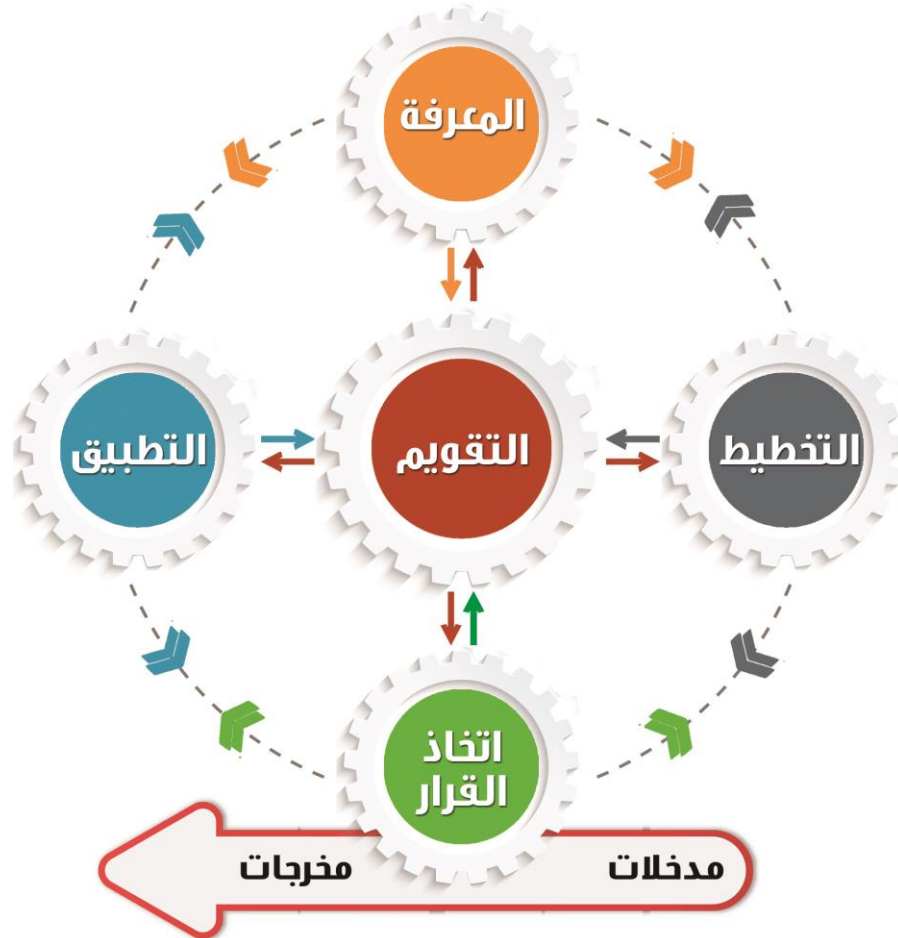 المعرفة
التخطيط
التقويم
التطبيق
اتخاذ
القرار
مدخلات
مخرجات